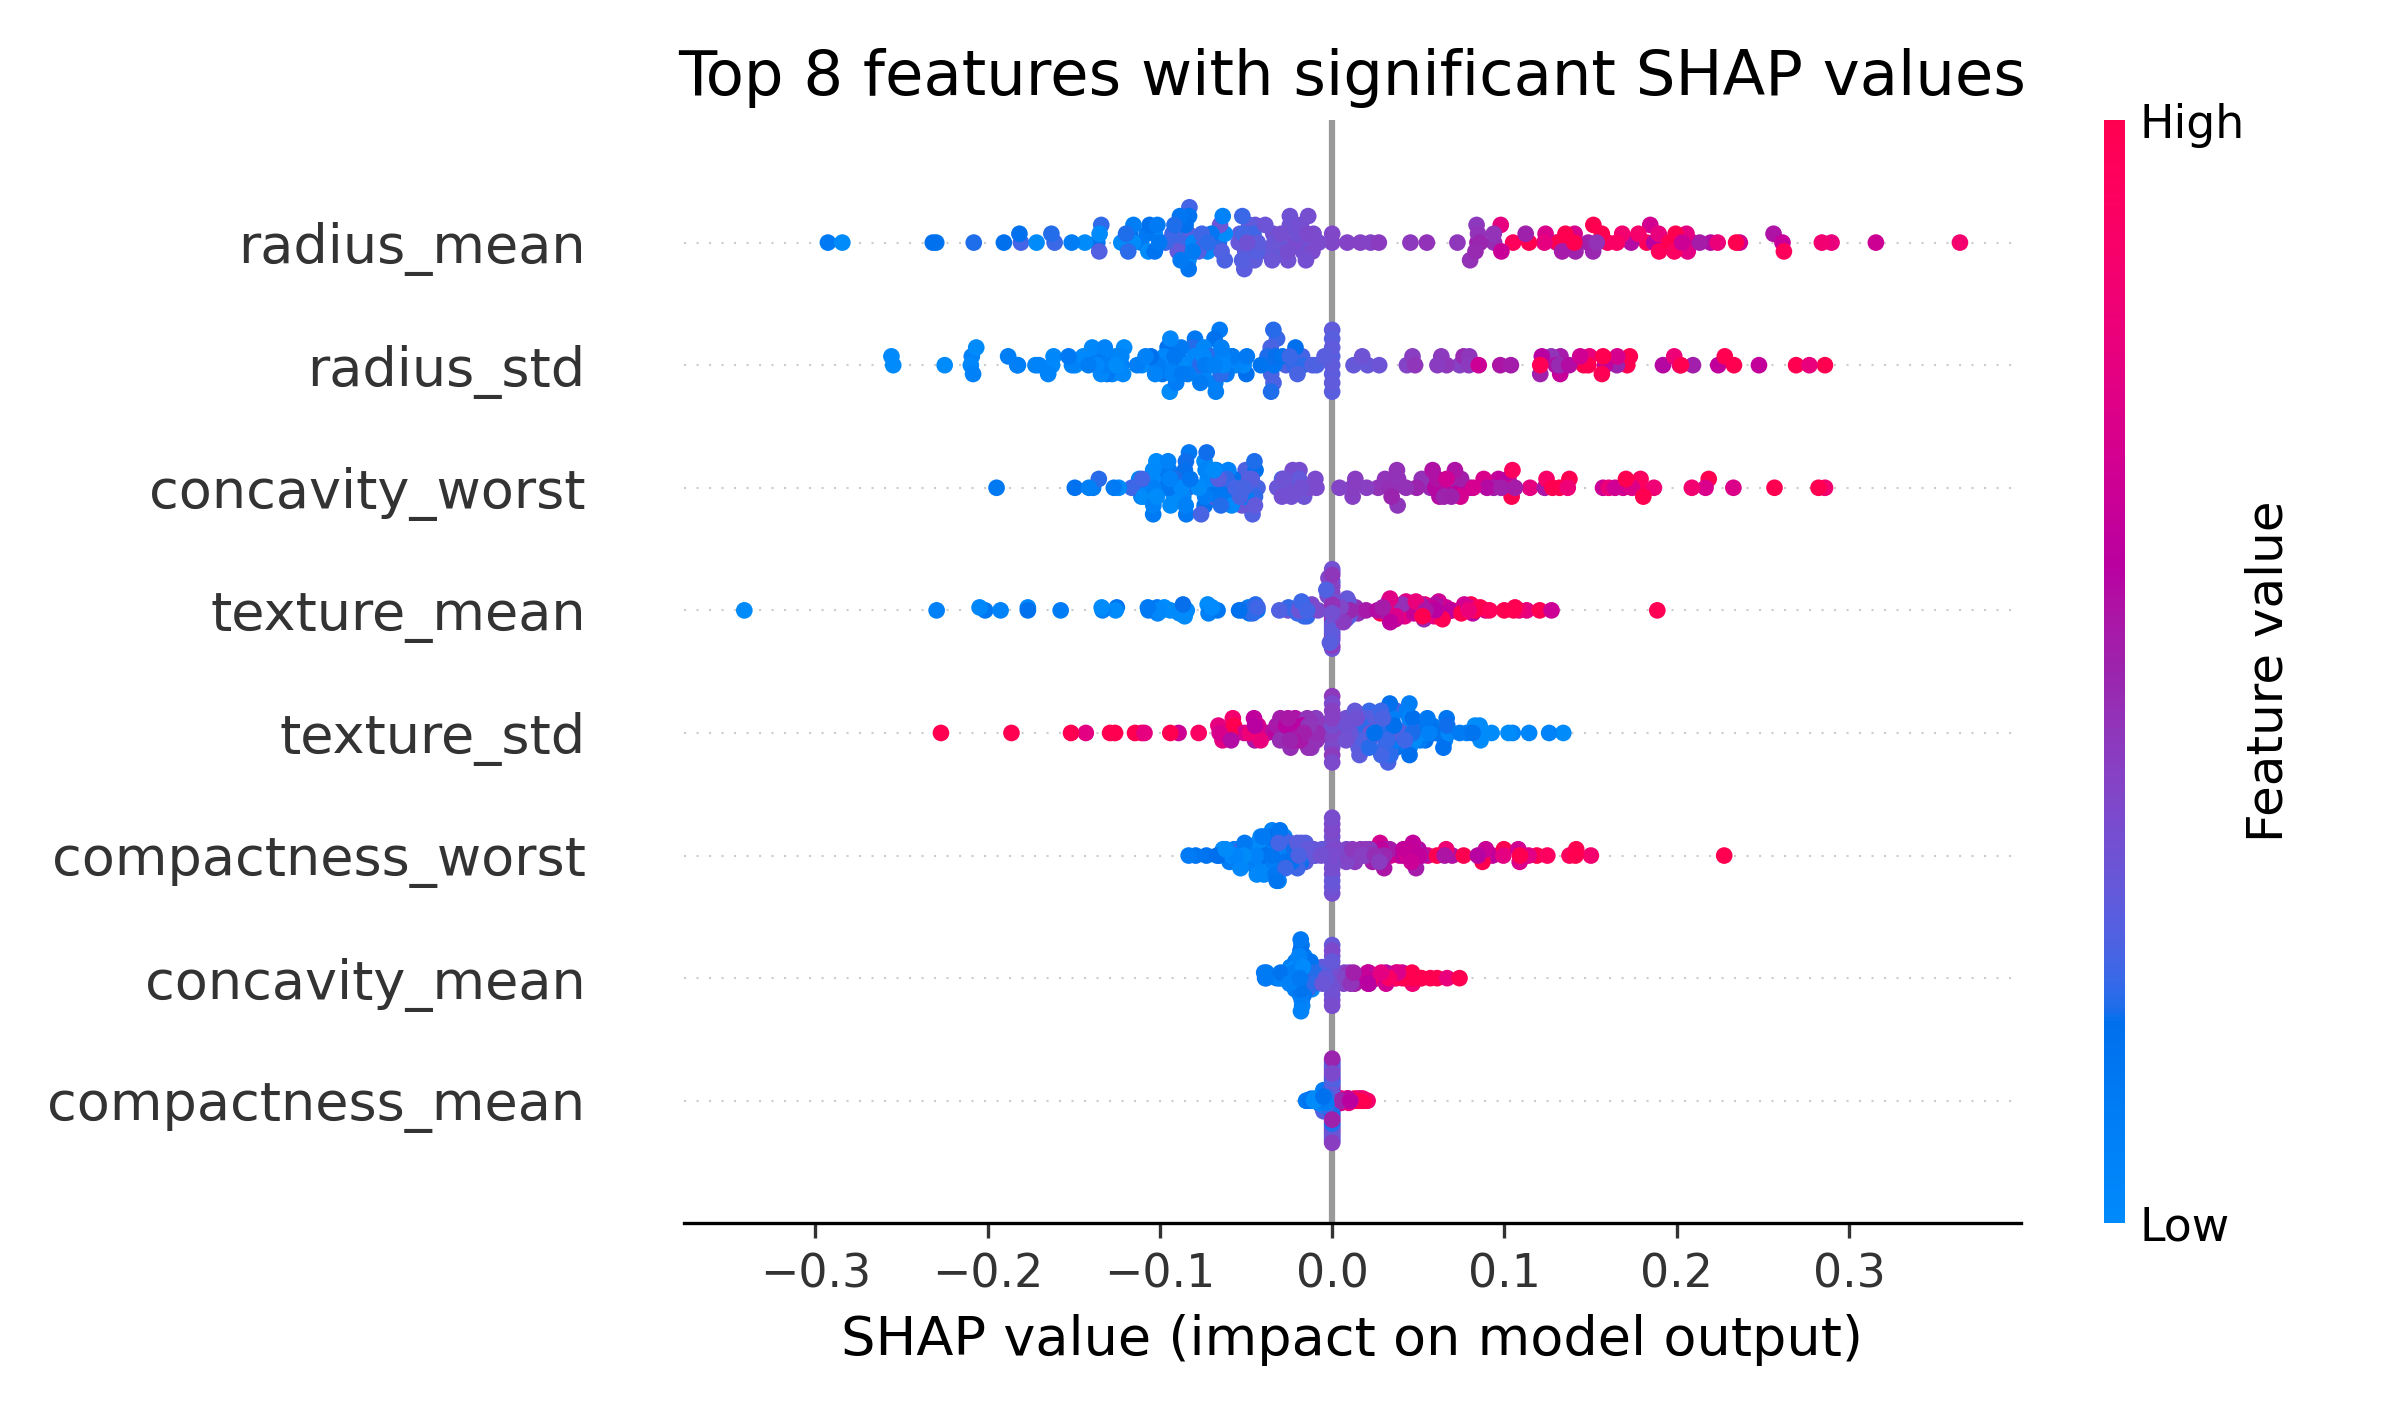 Top 8 features with significant SHAP values
High
radius_mean
radius_std
concavity_worst
texture_mean
texture_std
compactness_worst
concavity_mean
compactness_mean
Feature value
Low
−0.3 −0.2 −0.1 0.0 0.1 0.2 0.3
SHAP value (impact on model output)